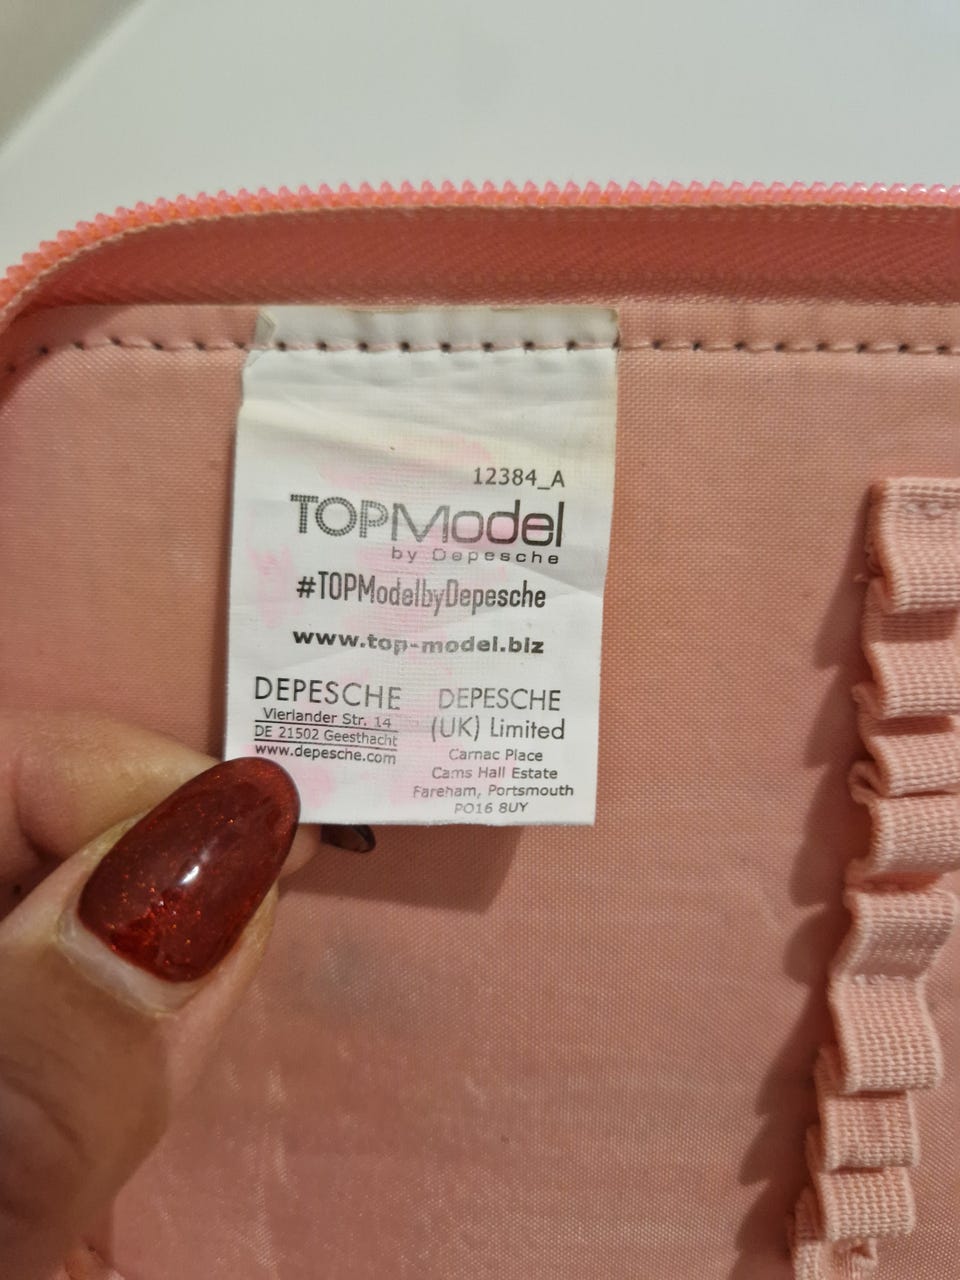 12384_A
TOPModel
by Depesche
#TOPModelbyDepesche
www.top-model.biz
DEPESCHE
Vierlander Str. 14
DE 21502 Geesthacht
www.depesche.com
DEPESCHE
(UK) Limited
Carnac Place
Cams Hall Estate
Fareham, Portsmouth
PO16 8UY